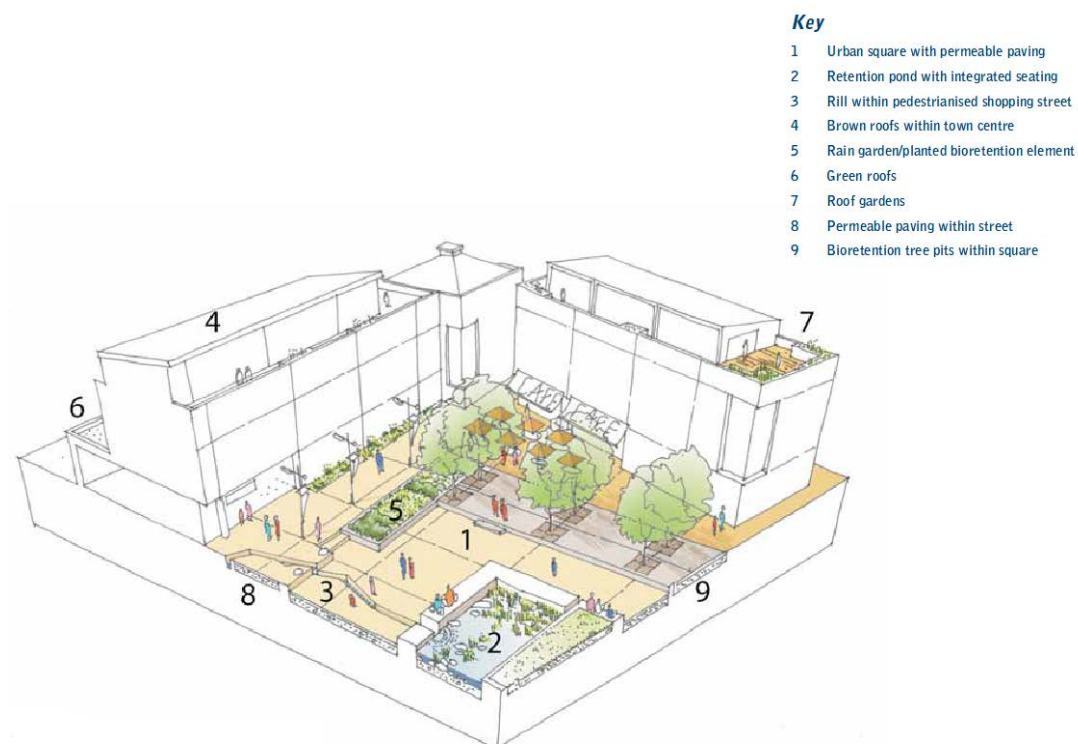 Key
1 Urban square with permeable paving
2 Retention pond with integrated seating
3 Rill within pedestrianised shopping street
4 Brown roofs within town centre
5 Rain garden/planted bioretention element
6 Green roofs
7 Roof gardens
8 Permeable paving within street
9 Bioretention tree pits within square
4
7
6
5
1
8
3
9
2